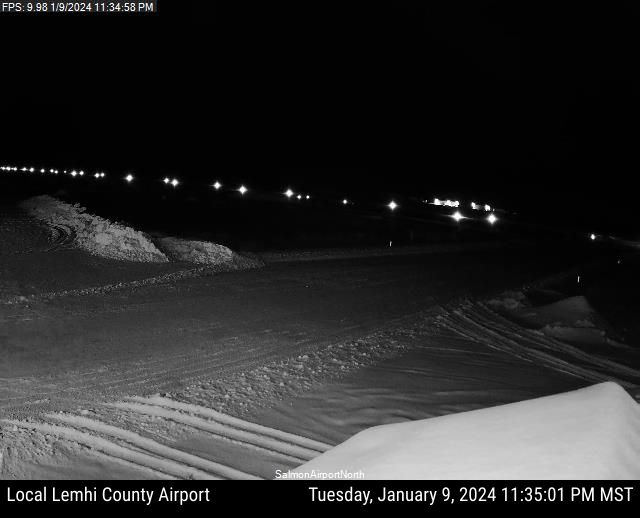 FPS: 9.98 1/9/2024 11:34:58 PM
SalmonAirportNorth
Local Lemhi County Airport Tuesday, January 9, 2024 11:35:01 PM MST